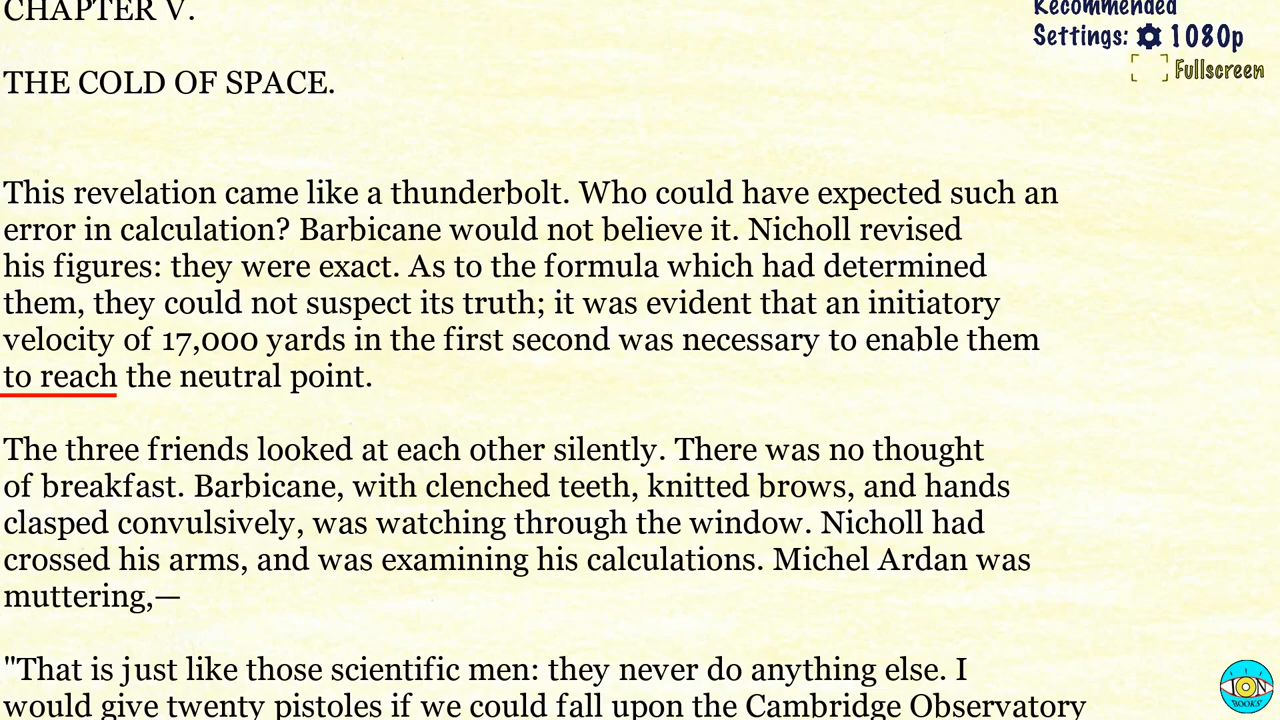 CHAPTER V.
Recommended
Settings: 1080p
Fullscreen
THE COLD OF SPACE.
This revelation came like a thunderbolt. Who could have expected such an
error in calculation? Barbicane would not believe it. Nicholl revised
his figures: they were exact. As to the formula which had determined
them, they could not suspect its truth; it was evident that an initiatory
velocity of 17,000 yards in the first second was necessary to enable them
to reach the neutral point.
The three friends looked at each other silently. There was no thought
of breakfast. Barbicane, with clenched teeth, knitted brows, and hands
clasped convulsively, was watching through the window. Nicholl had
crossed his arms, and was examining his calculations. Michel Ardan was
muttering,—
"That is just like those scientific men: they never do anything else. I
would give twenty pistoles if we could fall upon the Cambridge Observatory
ION
BOOKS